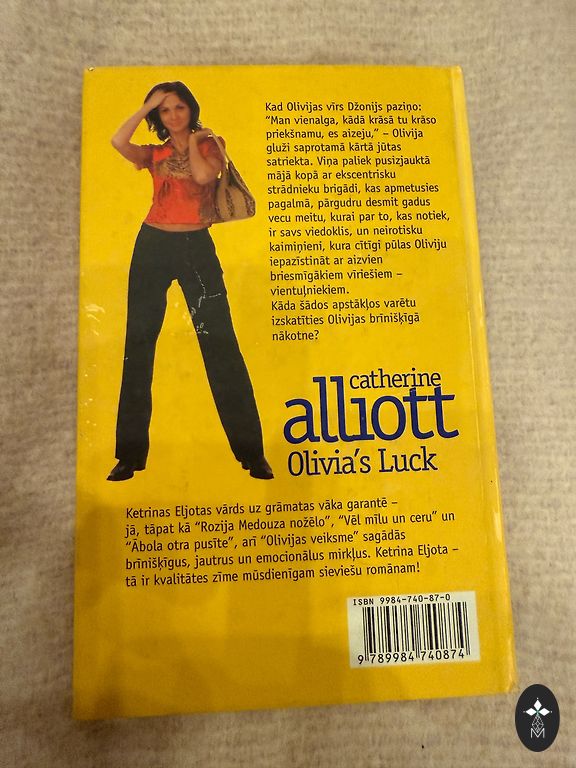 Kad Olivijas vīrs Džonijs paziņo:
“Man vienalga, kādā krāsā tu krāso
priekšnamu, es aizeju,” – Olivija
gluži saprotamā kārtā jūtas
satriekta. Viņa paliek pusizjauktā
mājā kopā ar ekscentrisku
strādnieku brigādi, kas apmetusies
pagalmā, pārgudru desmit gadus
vecu meitu, kurai par to, kas notiek,
ir savs viedoklis, un neirotisku
kaimiņieni, kura cītīgi pūlas Oliviju
iepazīstināt ar aizvien
briesmīgākiem vīriešiem –
vientuļniekiem.
Kāda šādos apstākļos varētu
izskatīties Olivijas brīnišķīgā
nākotne?
catherine
alliott
Olivia's Luck
Ketrinas Eljotas vārds uz grāmatas vāka garantē –
jā, tāpat kā “Rozija Medouza nožēlo”, “Vēl mīlu un ceru” un
“Ābola otra pusīte”, arī “Olivijas veiksme” sagādās
brīnišķīgus, jautrus un emocionālus mirkļus. Ketrina Eljota –
tā ir kvalitātes zīme mūsdienīgam sieviešu romānam!
ISBN 9984-740-87-0
9 789984 740874
M